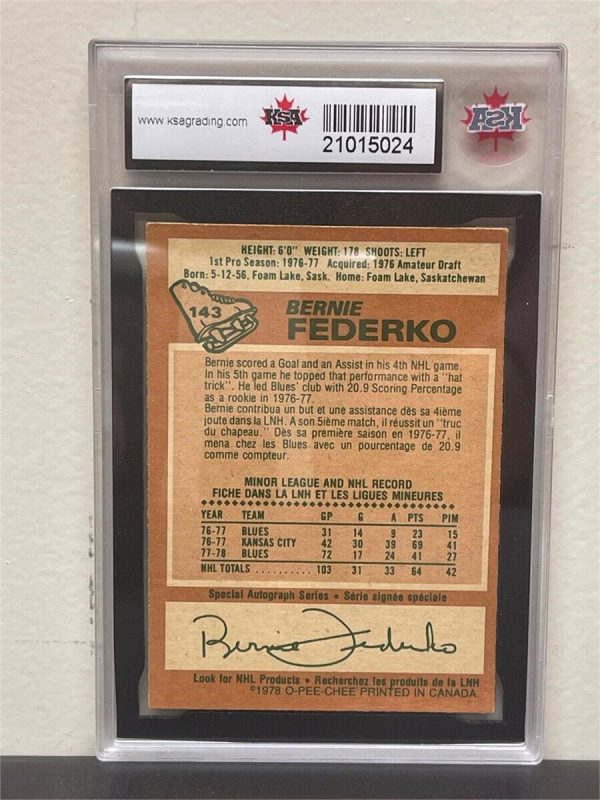 www.ksagrading.com
KSA
21015024
KSA
HEIGHT: 6'0" WEIGHT: 178 SHOOTS: LEFT
1st Pro Season: 1976-77 Acquired: 1976 Amateur Draft
Born: 5-12-56, Foam Lake, Sask. Home: Foam Lake, Saskatchewan
143
BERNIE
FEDERKO
Bernie scored a Goal and an Assist in his 4th NHL game.
In his 5th game he topped that performance with a "hat
trick". He led Blues' club with 20.9 Scoring Percentage
as a rookie in 1976-77.
Bernie contribua un but et une assistance dès sa 4ième
joute dans la LNH. A son 5ième match, il réussit un "truc
du chapeau." Dès sa première saison en 1976-77, il
mena chez les Blues avec un pourcentage de 20.9
comme compteur.
MINOR LEAGUE AND NHL RECORD
FICHE DANS LA LNH ET LES LIGUES MINEURES
YEAR TEAM GP G A PTS PIM
76-77 BLUES 31 14 9 23 15
76-77 KANSAS CITY 42 30 39 69 41
77-78 BLUES 72 17 24 41 27
NHL TOTALS .......... 103 31 33 64 42
Special Autograph Series • Série signée spéciale
Bernie Federko
Look for NHL Products • Recherchez les produits de la LNH
©1978 O-PEE-CHEE PRINTED IN CANADA.